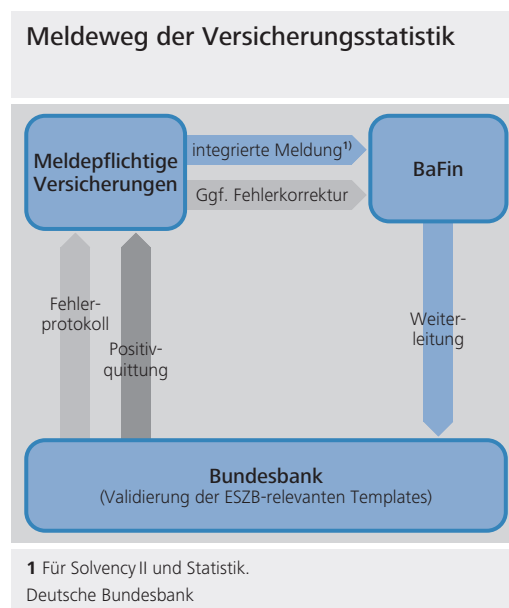 Meldeweg der Versicherungsstatistik
Meldepflichtige
Versicherungen
integrierte Meldung¹⁾
Ggf. Fehlerkorrektur
BaFin
Fehler-
protokoll
Positiv-
quittung
Weiter-
leitung
Bundesbank
(Validierung der ESZB-relevanten Templates)
1 Für Solvency II und Statistik.
Deutsche Bundesbank